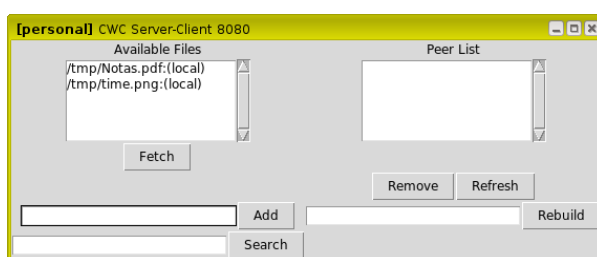 [personal] CWC Server-Client 8080
Available Files
Peer List
/tmp/Notas.pdf:(local)
/tmp/time.png:(local)
Fetch
Remove
Refresh
Add
Rebuild
Search